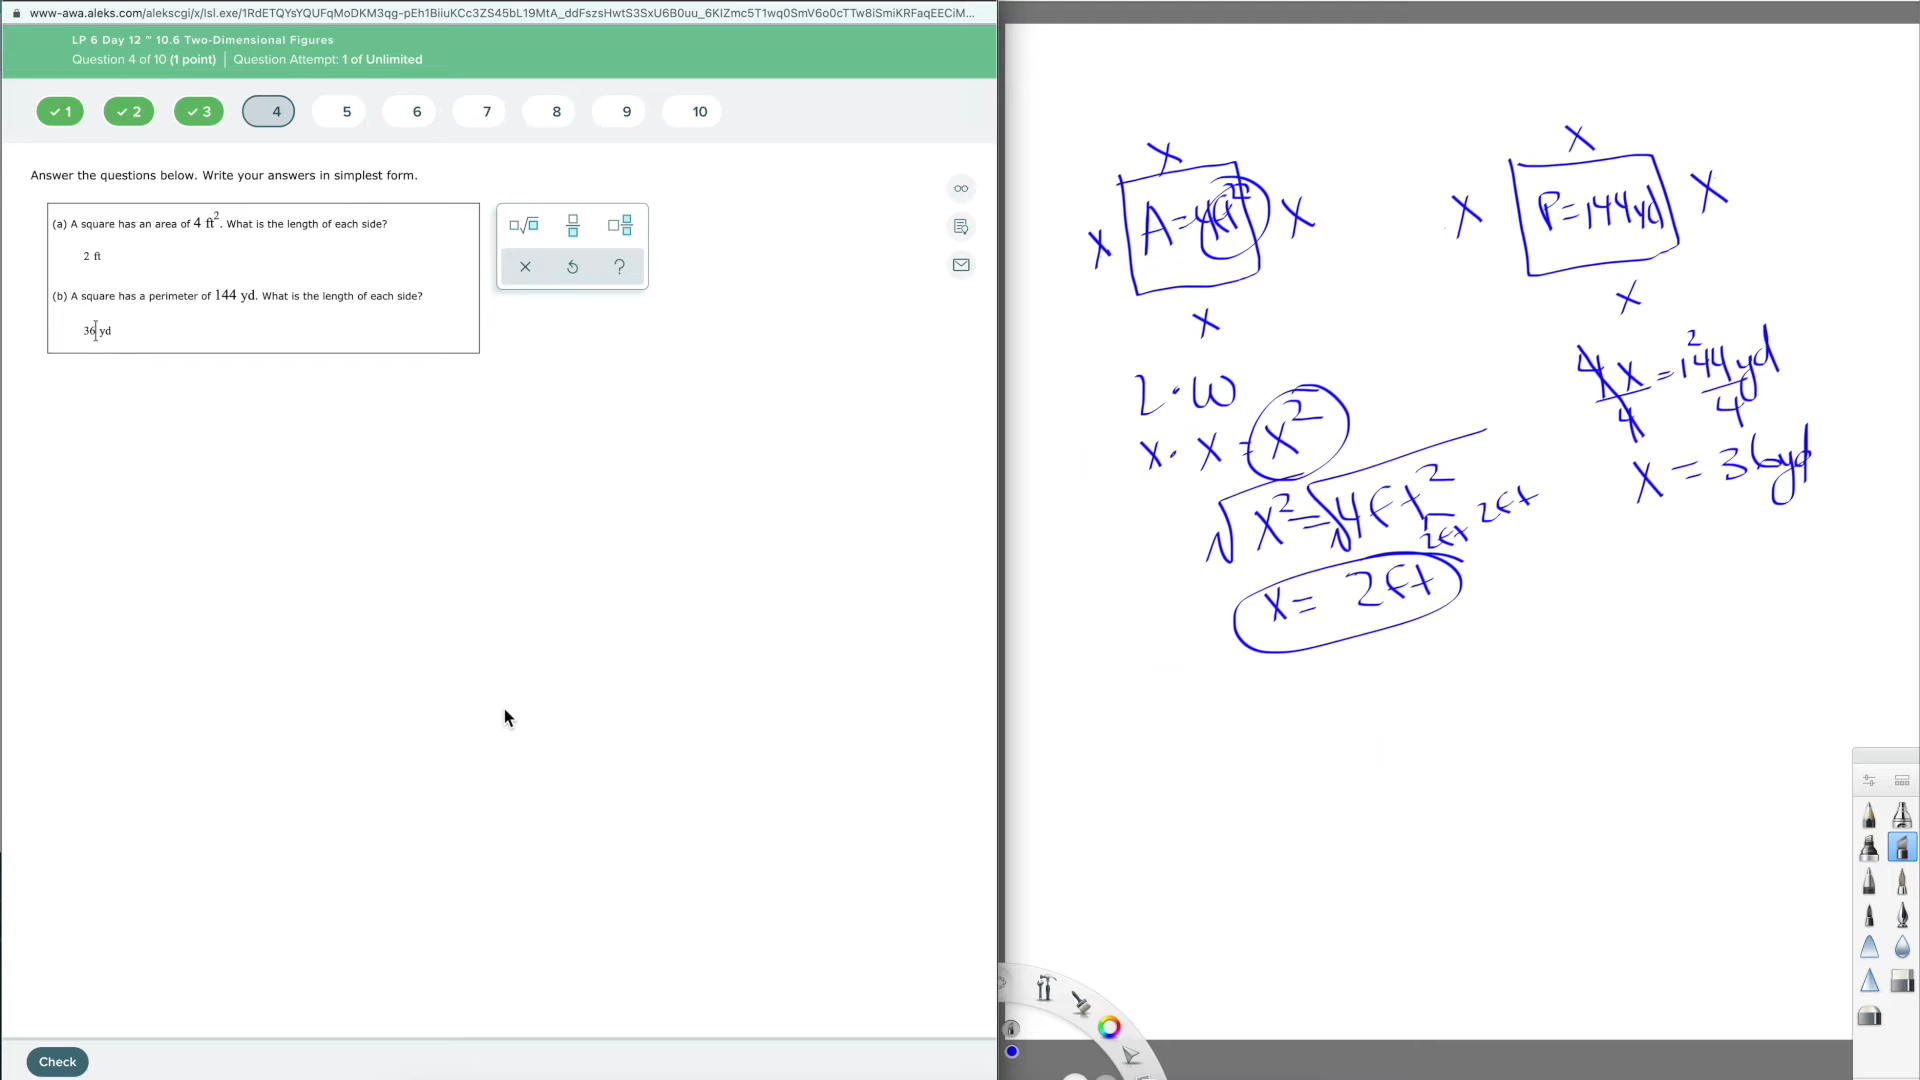 www-awa.aleks.com/alekscgi/x/Isl.exe/1RdETQYsYQUFqMoDKM3qg-pEh1BiiuKCc3ZS45bL19MtA_ddFszsHwtS3SxU6B0uu_6KIZmc5T1wq0SmV6o0cTTw8iSmiKRFaqEECiM...
LP 6 Day 12 ~ 10.6 Two-Dimensional Figures
Question 4 of 10 (1 point) | Question Attempt: 1 of Unlimited
✓ 1 ✓ 2 ✓ 3 4 5 6 7 8 9 10
Answer the questions below. Write your answers in simplest form.
(a) A square has an area of 4 ft². What is the length of each side?
2 ft
(b) A square has a perimeter of 144 yd. What is the length of each side?
36 yd
□√□
× ?
Check
x
x A=4ft² x
x
L·W
x·x=x²
√x²=√4ft²
2ft 2ft
x= 2ft
x
x P=144yd x
x
4x=144yd
2
4 4
x=36yd